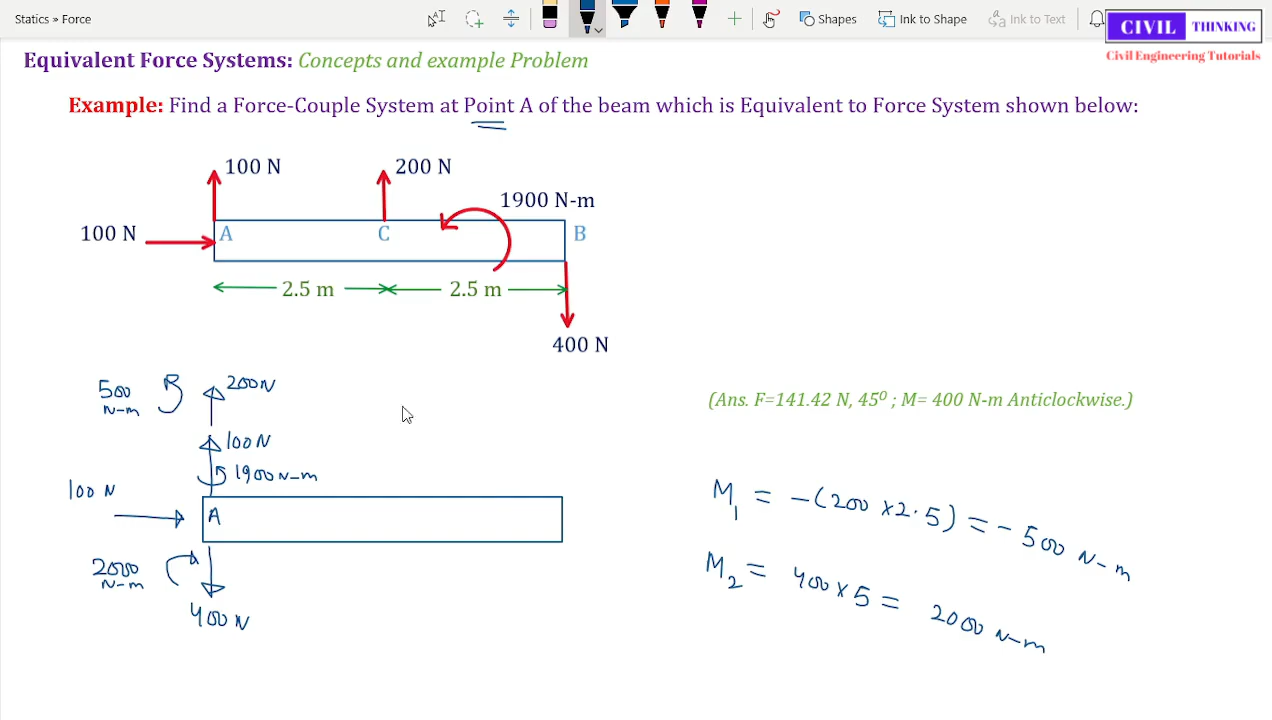 Statics » Force
Shapes
Ink to Shape
Ink to Text
CIVIL THINKING
Civil Engineering Tutorials
Equivalent Force Systems: Concepts and example Problem
Example: Find a Force-Couple System at Point A of the beam which is Equivalent to Force System shown below:
100 N
200 N
1900 N-m
100 N
A
C
B
2.5 m
2.5 m
400 N
500 N-m
200N
100N
1900N-m
100 N
A
2000 N-m
400N
(Ans. F=141.42 N, 45⁰ ; M= 400 N-m Anticlockwise.)
M₁ = -(200 × 2.5) = - 500 N-m
M₂ = 400 × 5 = 2000 N-m